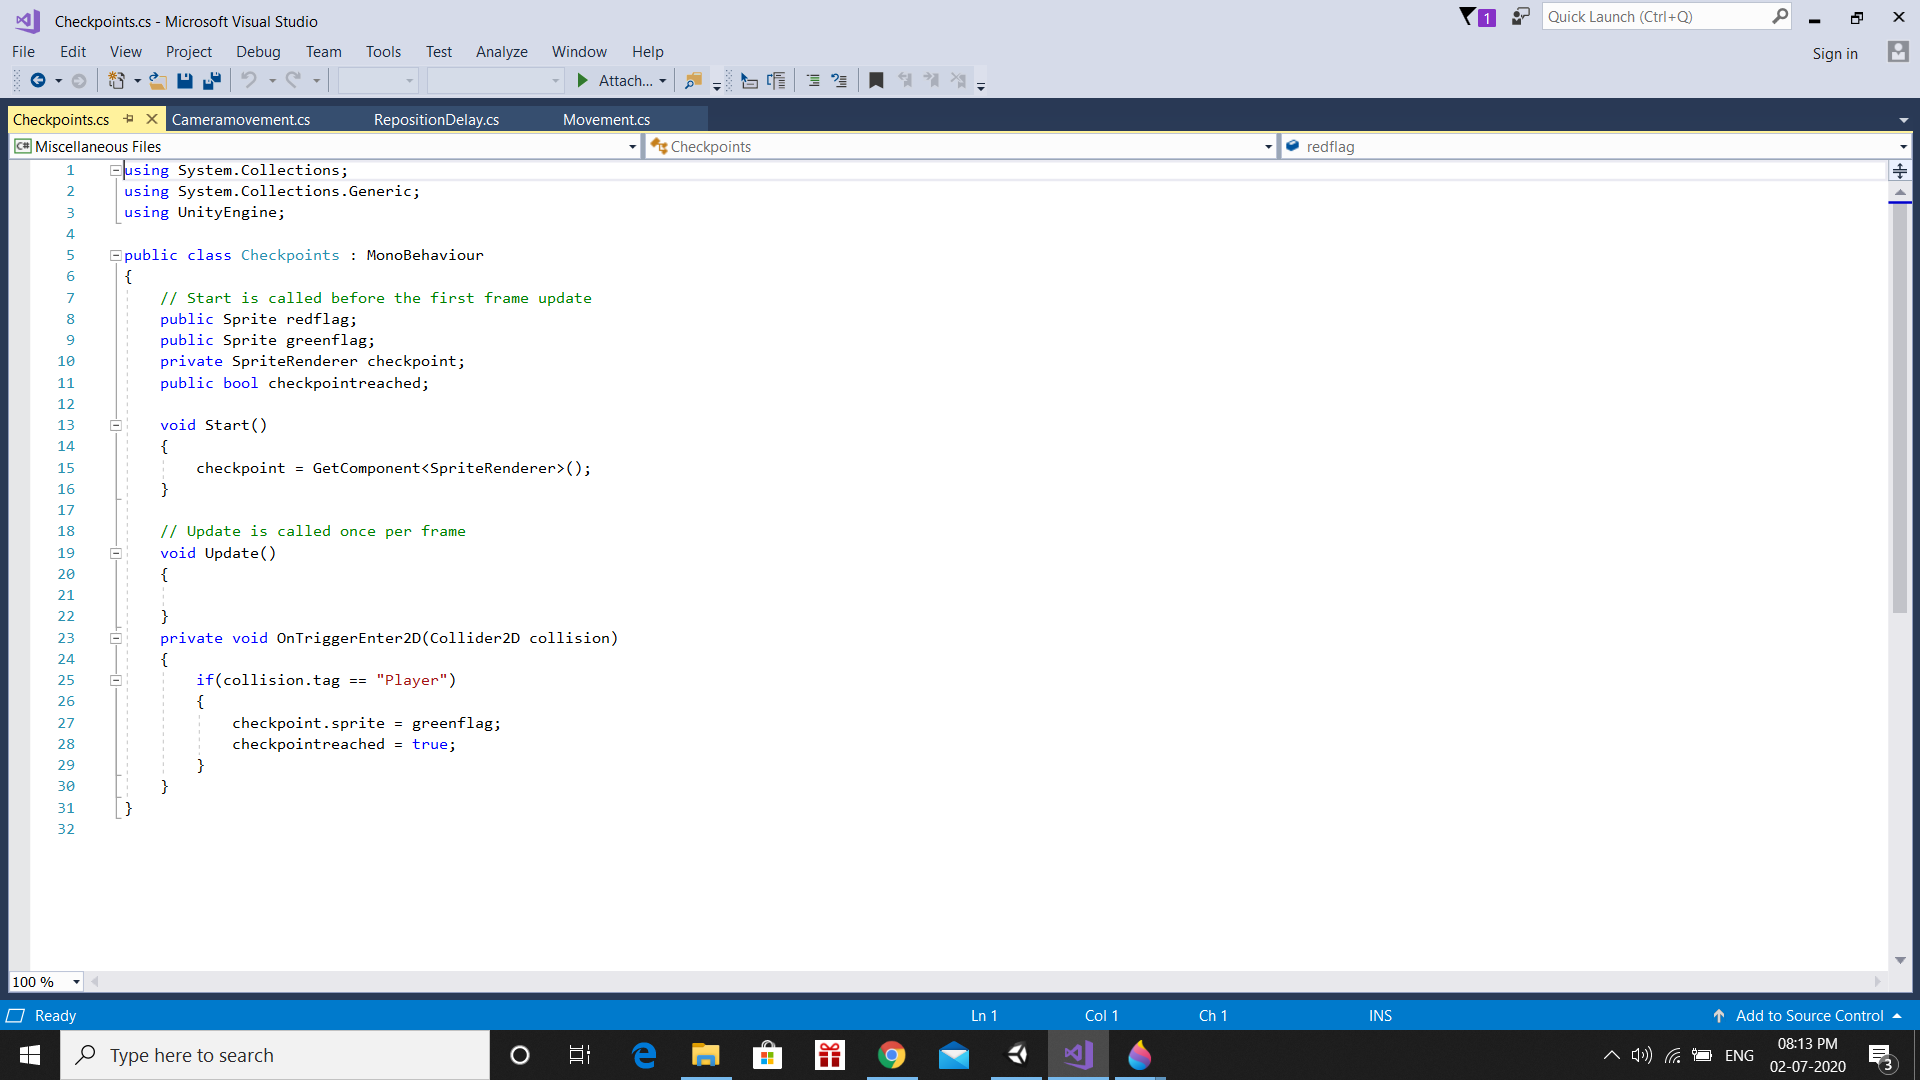 Checkpoints.cs - Microsoft Visual Studio
1
Quick Launch (Ctrl+Q)
File Edit View Project Debug Team Tools Test Analyze Window Help
Sign in
Attach...
Checkpoints.cs Cameramovement.cs RepositionDelay.cs Movement.cs
C# Miscellaneous Files Checkpoints redflag
1 using System.Collections;
2 using System.Collections.Generic;
3 using UnityEngine;
4
5 public class Checkpoints : MonoBehaviour
6 {
7 // Start is called before the first frame update
8 public Sprite redflag;
9 public Sprite greenflag;
10 private SpriteRenderer checkpoint;
11 public bool checkpointreached;
12
13 void Start()
14 {
15 checkpoint = GetComponent<SpriteRenderer>();
16 }
17
18 // Update is called once per frame
19 void Update()
20 {
21
22 }
23 private void OnTriggerEnter2D(Collider2D collision)
24 {
25 if(collision.tag == "Player")
26 {
27 checkpoint.sprite = greenflag;
28 checkpointreached = true;
29 }
30 }
31 }
32
100 %
Ready Ln 1 Col 1 Ch 1 INS Add to Source Control
Type here to search
ENG
08:13 PM
02-07-2020
3